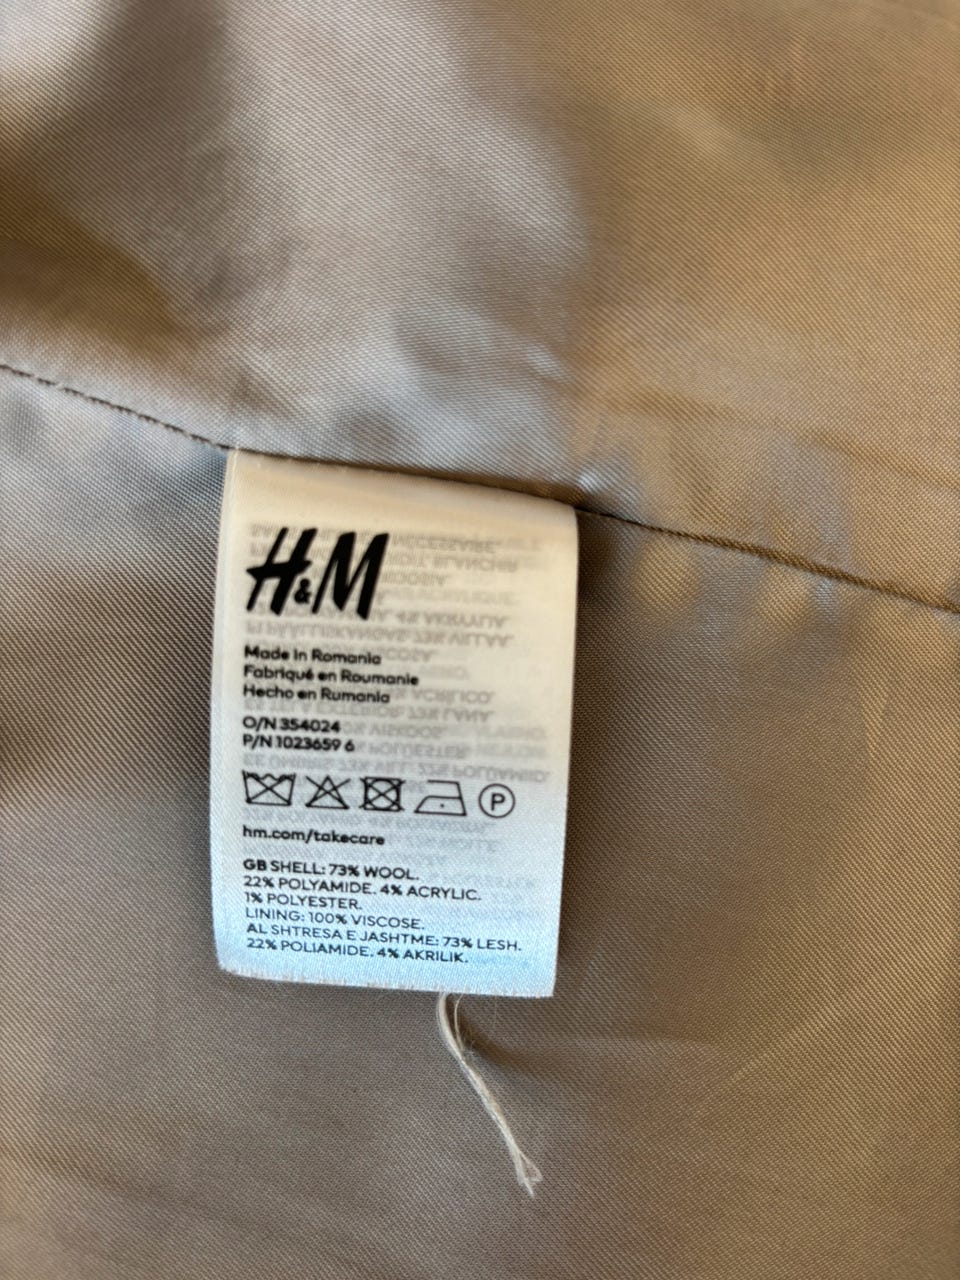 H&M
Made in Romania
Fabriqué en Roumanie
Hecho en Rumania
O/N 354024
P/N 1023659 6
P
hm.com/takecare
GB SHELL: 73% WOOL.
22% POLYAMIDE. 4% ACRYLIC.
1% POLYESTER.
LINING: 100% VISCOSE.
AL SHTRESA E JASHTME: 73% LESH.
22% POLIAMIDE. 4% AKRILIK.